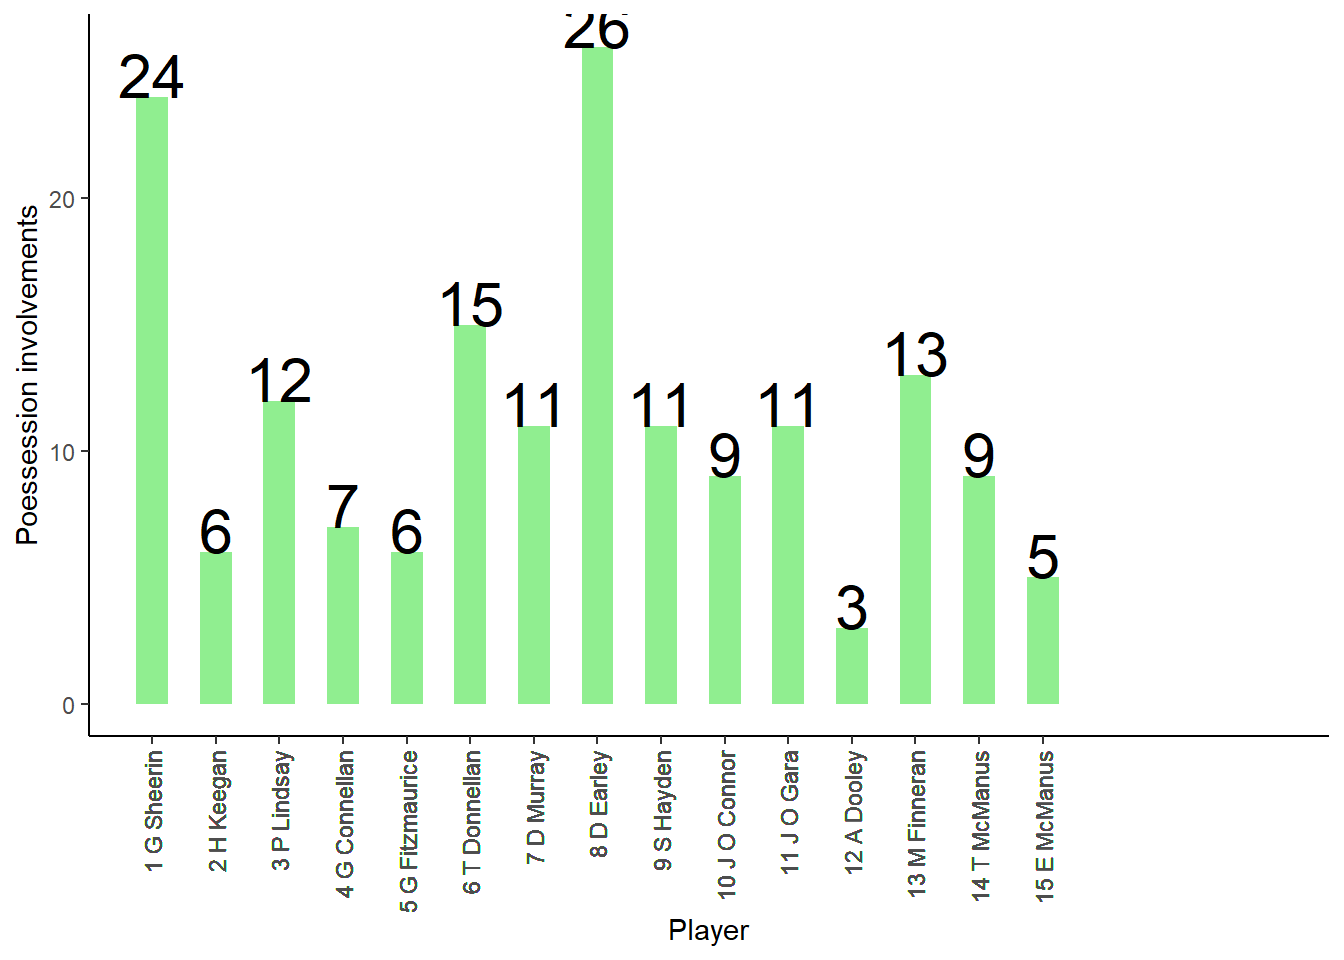 26
24
15
13
12
11
11
11
9
9
7
6
6
5
3
Poessession involvements
20
10
0
1 G Sheerin
2 H Keegan
3 P Lindsay
4 G Connellan
5 G Fitzmaurice
6 T Donnellan
7 D Murray
8 D Earley
9 S Hayden
10 J O Connor
11 J O Gara
12 A Dooley
13 M Finneran
14 T McManus
15 E McManus
Player